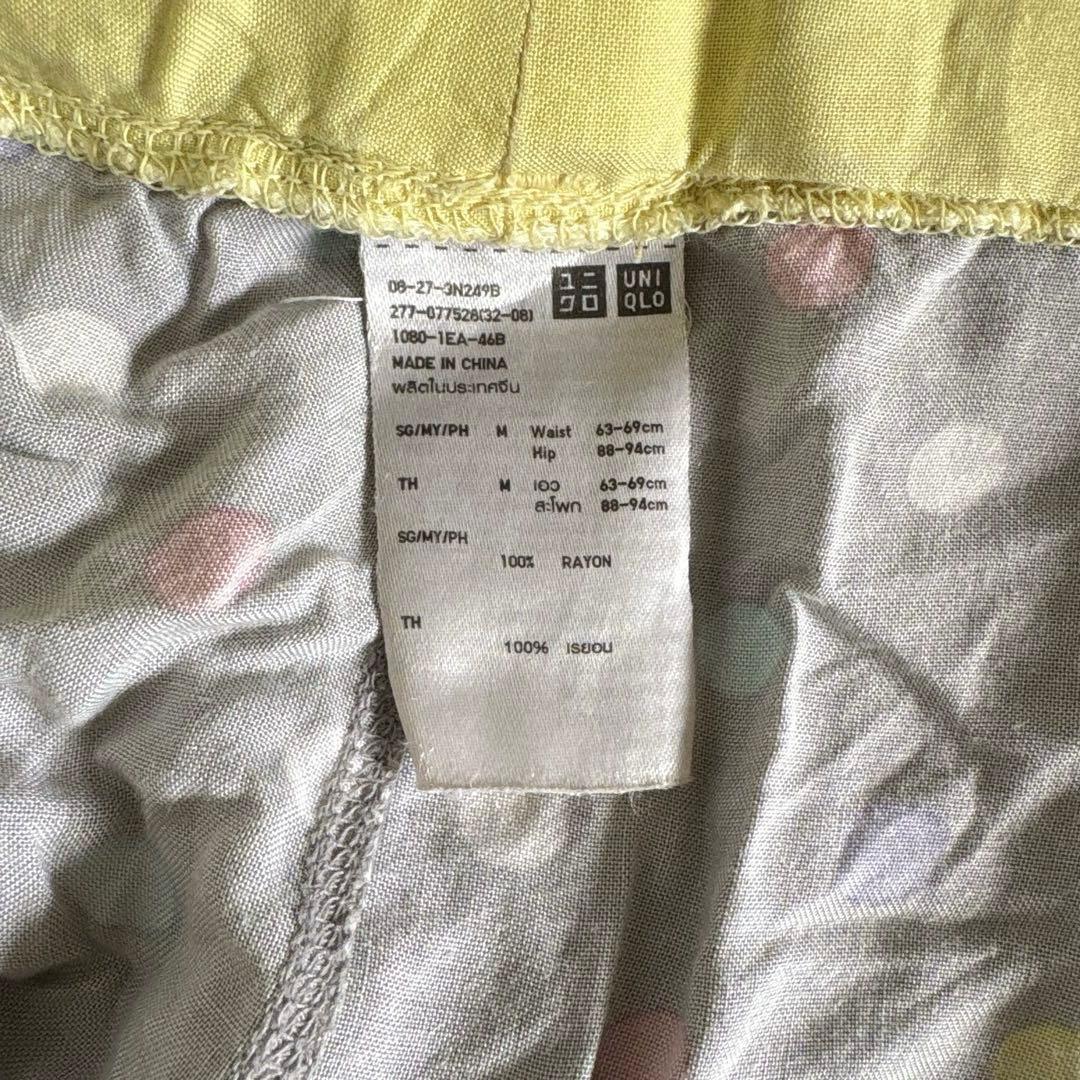 08-27-3N249B
277-077528(32-08)
1080-1EA-46B
ユニ
クロ
UNI
QLO
MADE IN CHINA
ผลิตในประเทศจีน
SG/MY/PH M Waist 63-69cm
Hip 88-94cm
TH M เอว 63-69cm
สะโพก 88-94cm
SG/MY/PH
100% RAYON
TH
100% เรยอน